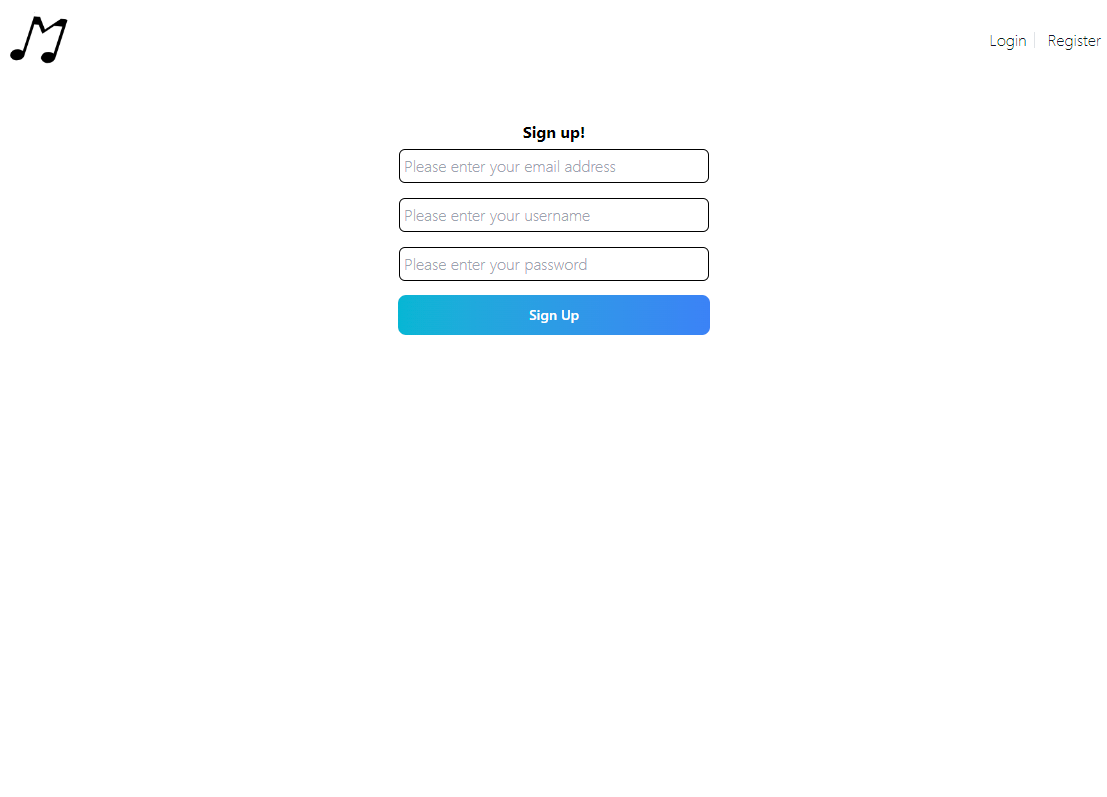 Login
Register
Sign up!
Please enter your email address
Please enter your username
Please enter your password
Sign Up